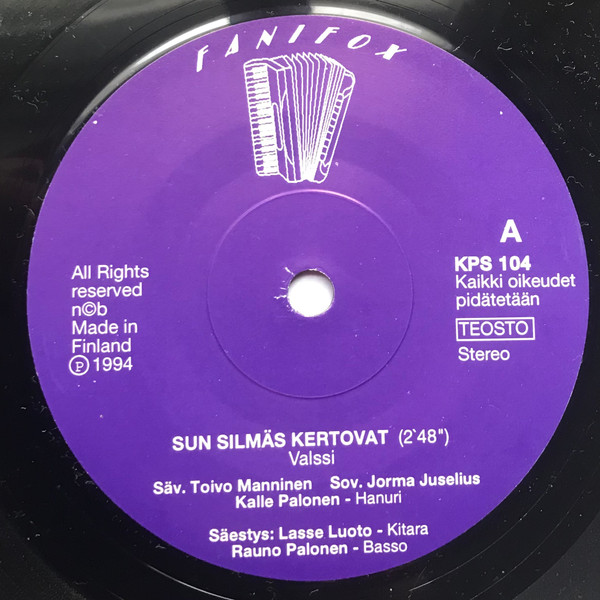 FANIFOX
A
All Rights
reserved
n©b
Made in
Finland
Ⓟ 1994
KPS 104
Kaikki oikeudet
pidätetään
TEOSTO
Stereo
SUN SILMÄS KERTOVAT (2`48")
Valssi
Säv. Toivo Manninen Sov. Jorma Juselius
Kalle Palonen - Hanuri
Säestys: Lasse Luoto - Kitara
Rauno Palonen - Basso